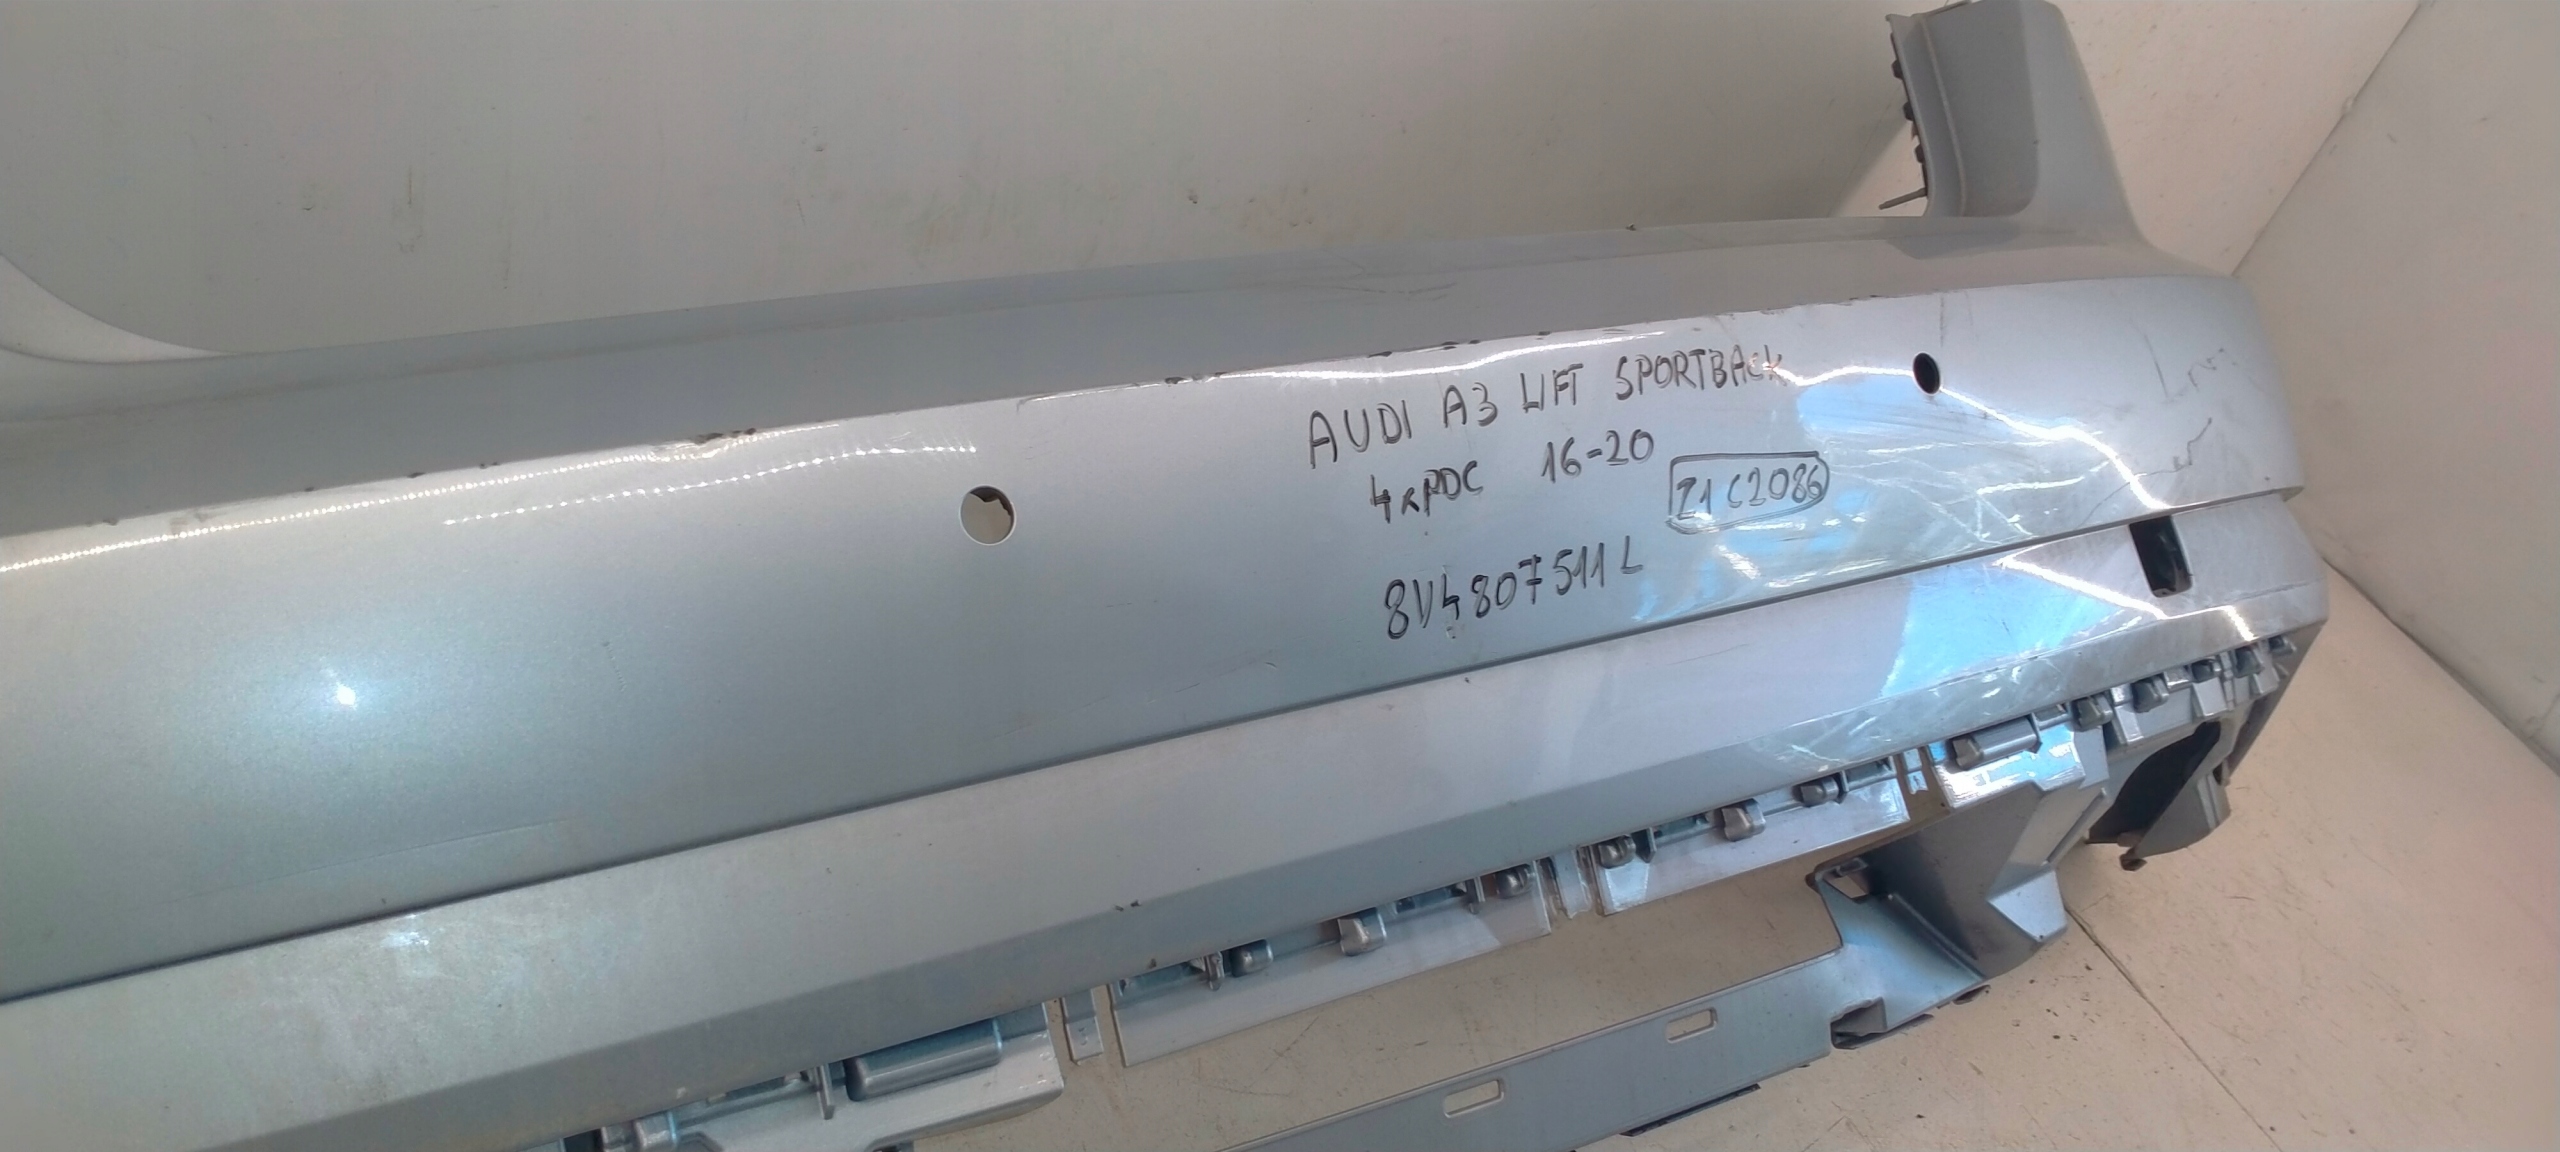 AUDI A3 LIFT SPORTBACK
4xPDC 16-20
Z1C2086
8V4807511L